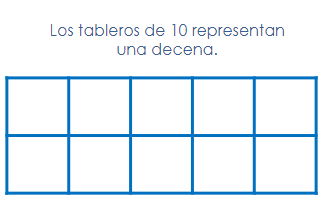 Los tableros de 10 representan
una decena.